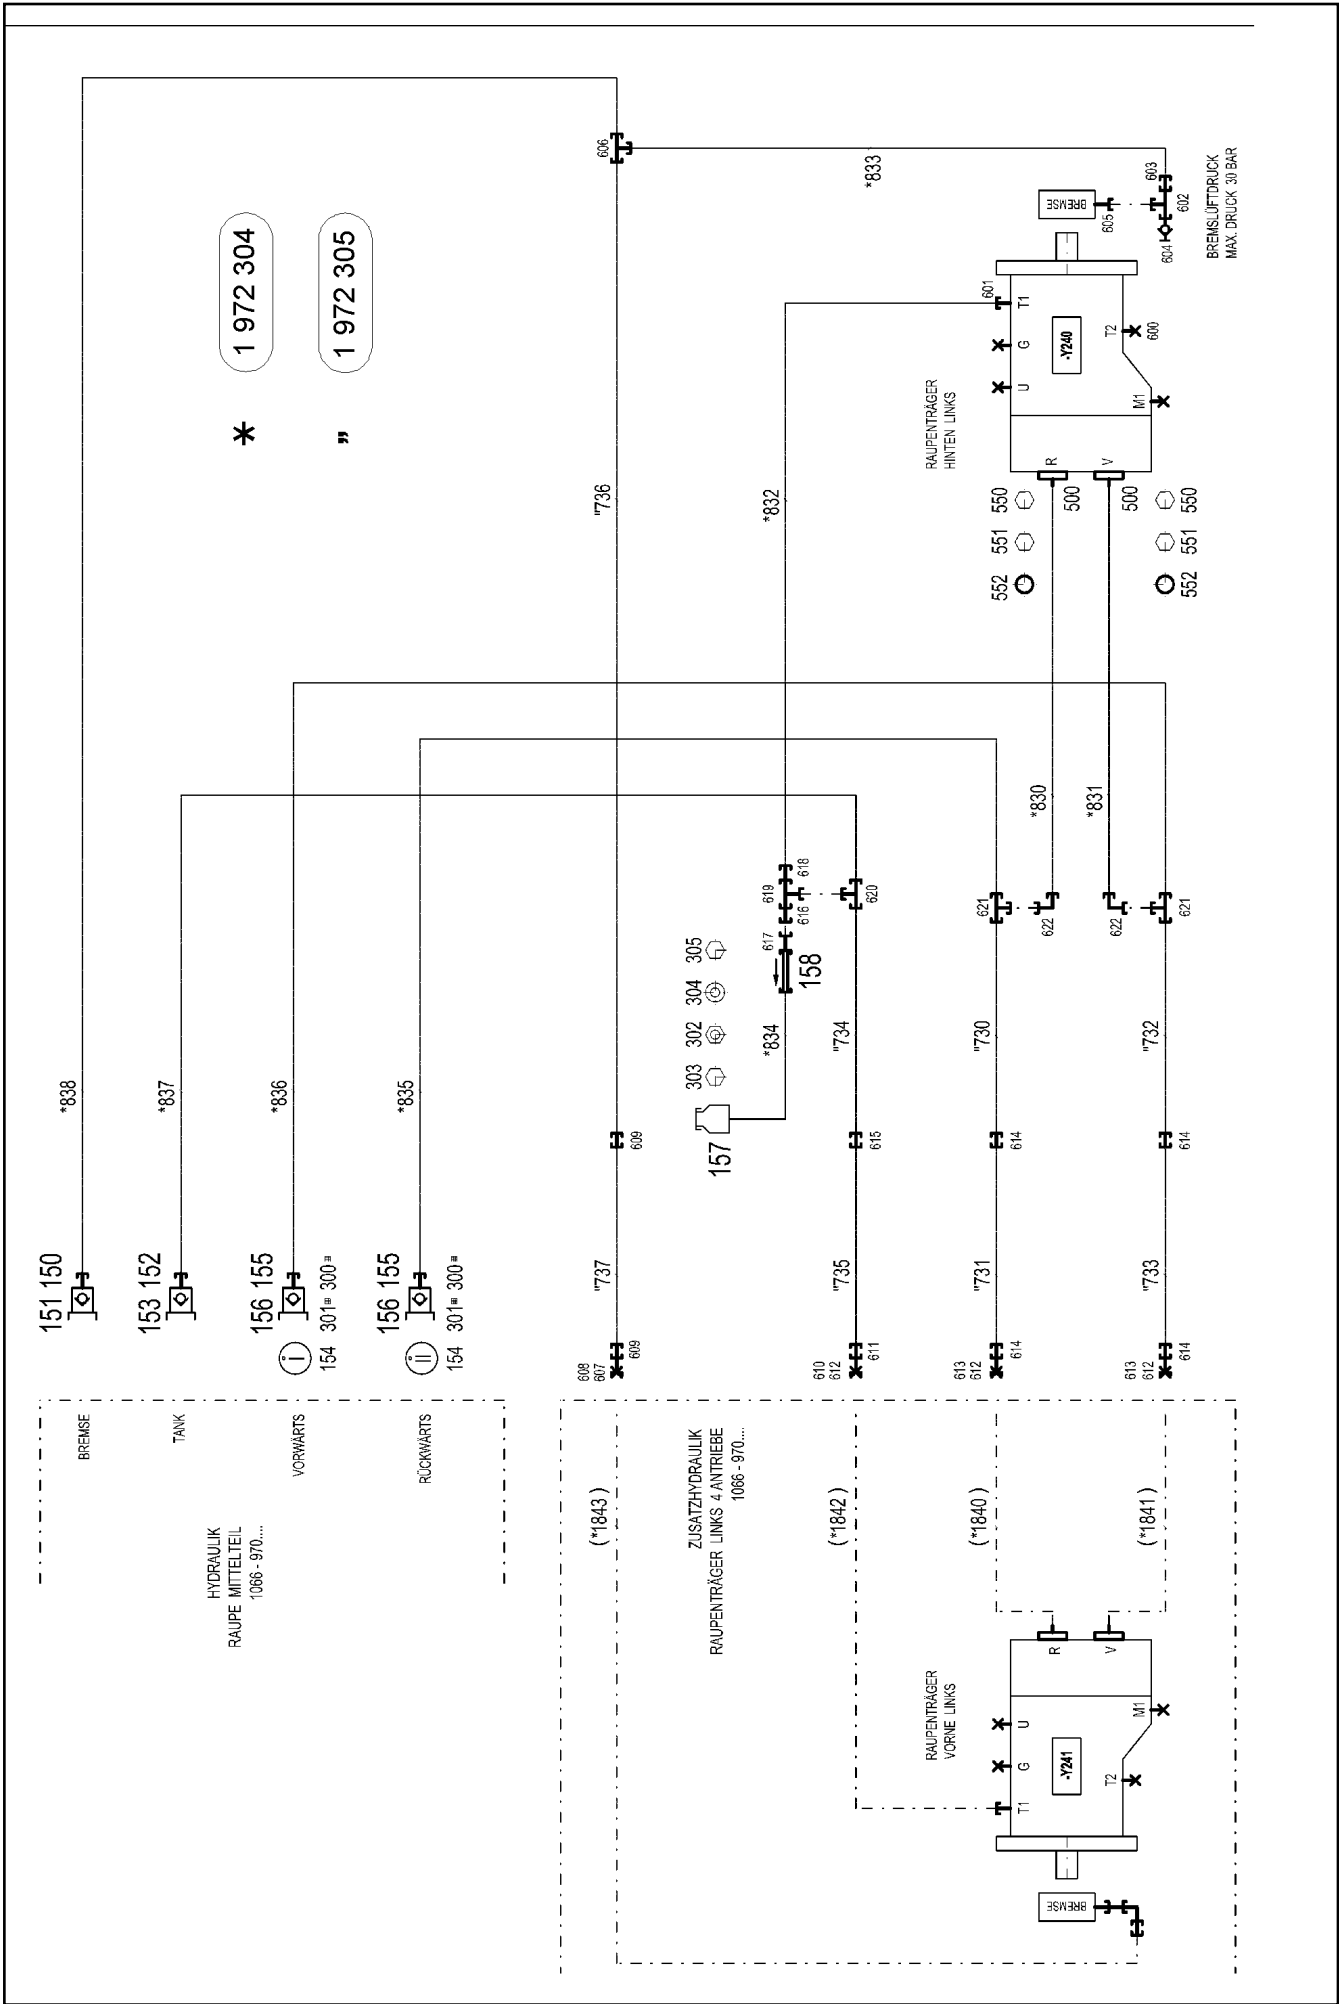 HYDRAULIK
RAUPE MITTELTEIL
1066 - 970....
BREMSE
151 150
*838
TANK
153 152
*837
VORWÄRTS
156 155
I
154 301 300
*836
RÜCKWÄRTS
156 155
II
154 301 300
*835
* 1 972 304
" 1 972 305
(*1843 )
608
607
609
"737
609
"736
606
*833
ZUSATZHYDRAULIK
RAUPENTRÄGER LINKS 4 ANTRIEBE
1066 - 970....
157
303 302 304 305
*834
158
617
616
619
618
*832
(*1842 )
610
612
611
"735
615
"734
620
(*1840 )
613
612
614
"731
614
"730
621
622
*830
(*1841 )
613
612
614
"733
614
"732
621
622
*831
RAUPENTRÄGER
VORNE LINKS
T1
G
U
R
V
-Y241
T2
M1
BREMSE
RAUPENTRÄGER
HINTEN LINKS
552 551 550
500
500
552 551 550
R
V
U
G
T1
601
-Y240
M1
T2
600
BREMSE
605
604
602
603
BREMSLÜFTDRUCK
MAX. DRUCK 30 BAR